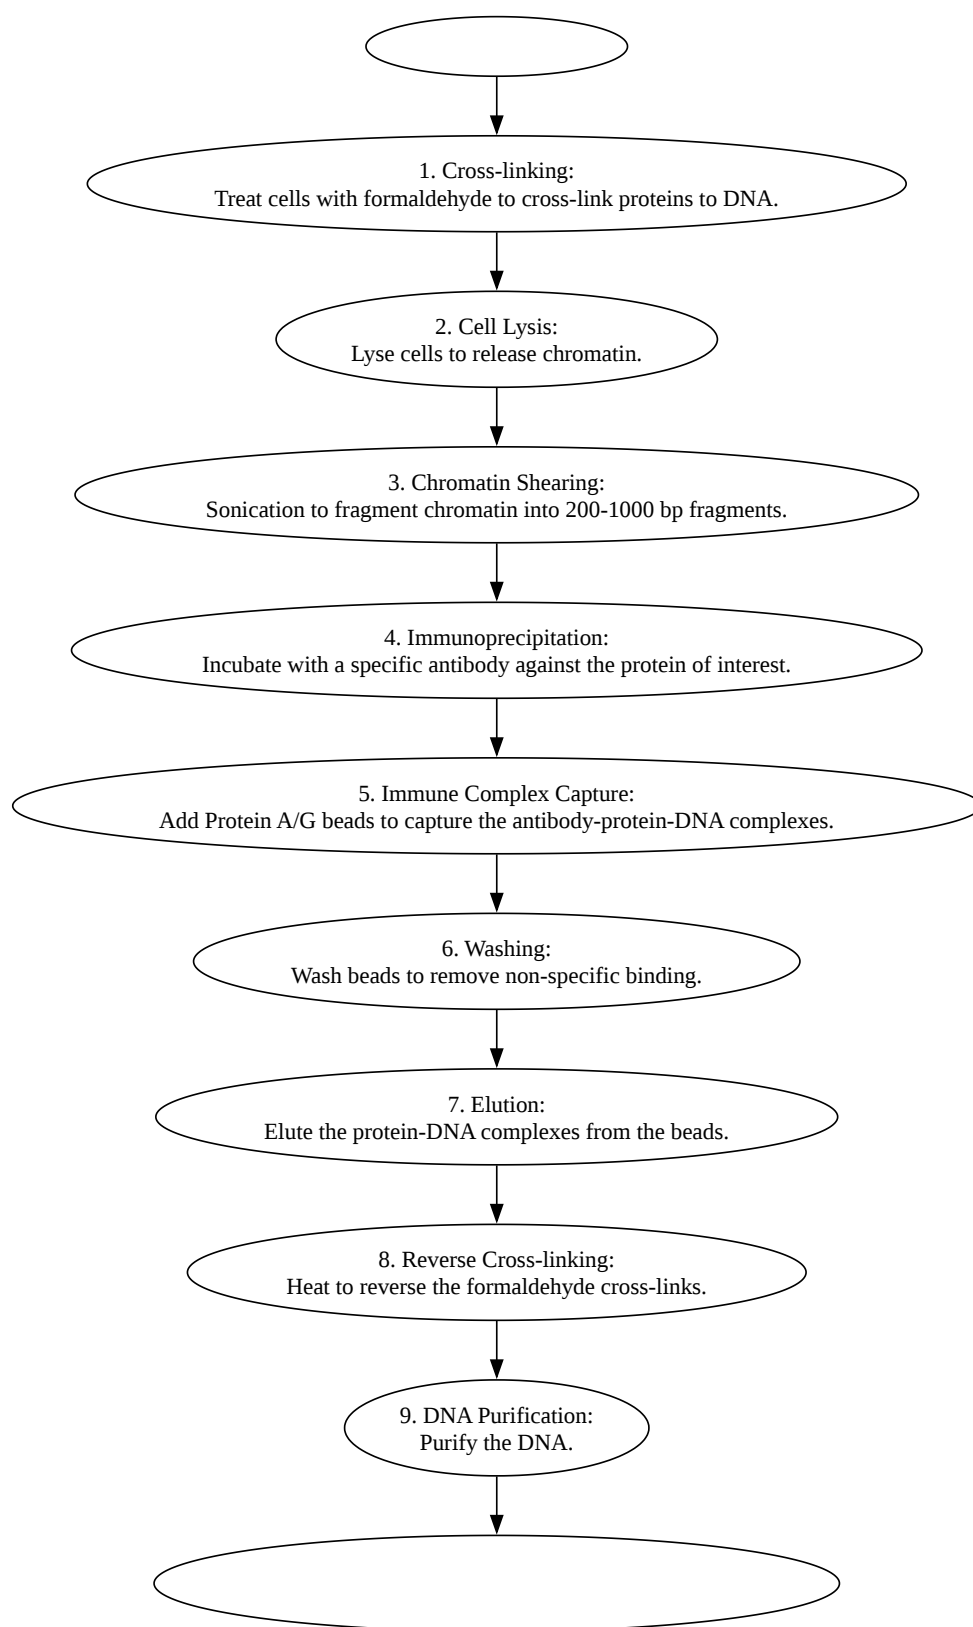 1. Cross-linking:
Treat cells with formaldehyde to cross-link proteins to DNA.
2. Cell Lysis:
Lyse cells to release chromatin.
3. Chromatin Shearing:
Sonication to fragment chromatin into 200-1000 bp fragments.
4. Immunoprecipitation:
Incubate with a specific antibody against the protein of interest.
5. Immune Complex Capture:
Add Protein A/G beads to capture the antibody-protein-DNA complexes.
6. Washing:
Wash beads to remove non-specific binding.
7. Elution:
Elute the protein-DNA complexes from the beads.
8. Reverse Cross-linking:
Heat to reverse the formaldehyde cross-links.
9. DNA Purification:
Purify the DNA.